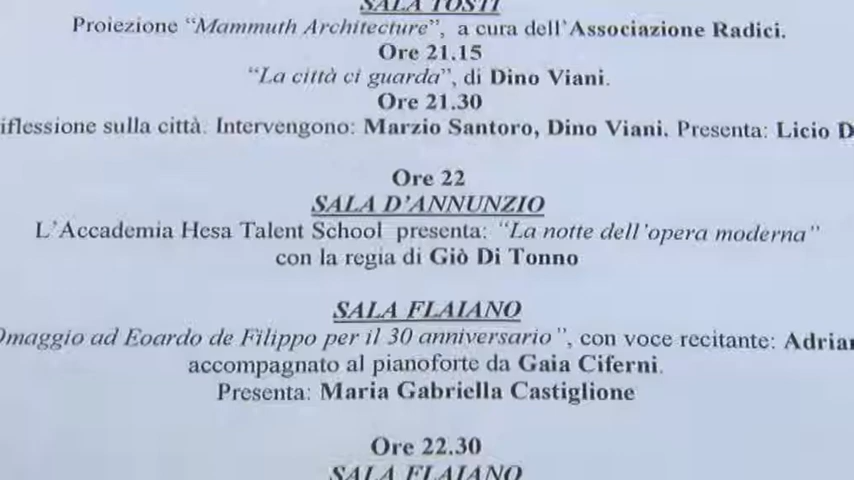 SALA TOSTI
Proiezione “Mammuth Architecture”, a cura dell’Associazione Radici.
Ore 21.15
“La città ci guarda”, di Dino Viani.
Ore 21.30
iflessione sulla città. Intervengono: Marzio Santoro, Dino Viani. Presenta: Licio D
Ore 22
SALA D’ANNUNZIO
L’Accademia Hesa Talent School presenta: “La notte dell’opera moderna”
con la regia di Giò Di Tonno
SALA FLAIANO
Omaggio ad Eoardo de Filippo per il 30 anniversario”, con voce recitante: Adrian
accompagnato al pianoforte da Gaia Ciferni.
Presenta: Maria Gabriella Castiglione
Ore 22.30
SALA FLAIANO